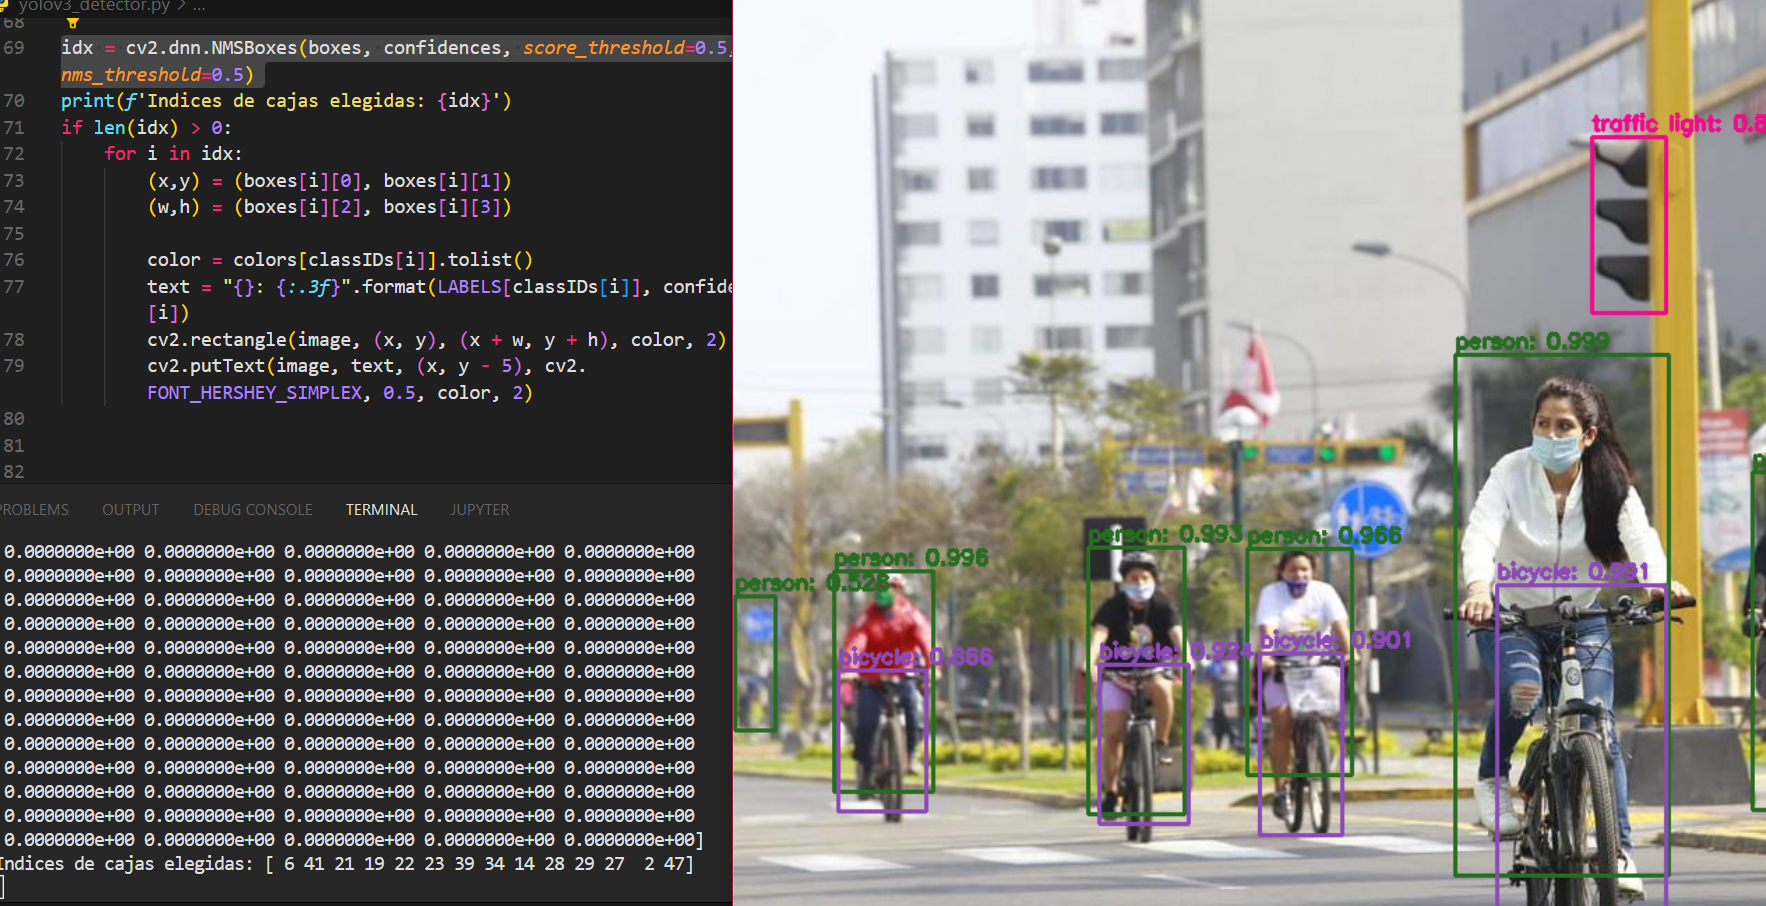 yolov3_detector.py > ...
68
69 idx = cv2.dnn.NMSBoxes(boxes, confidences, score_threshold=0.5,
nms_threshold=0.5)
70 print(f'Indices de cajas elegidas: {idx}')
71 if len(idx) > 0:
72 for i in idx:
73 (x,y) = (boxes[i][0], boxes[i][1])
74 (w,h) = (boxes[i][2], boxes[i][3])
75
76 color = colors[classIDs[i]].tolist()
77 text = "{}: {:.3f}".format(LABELS[classIDs[i]], confide
[i])
78 cv2.rectangle(image, (x, y), (x + w, y + h), color, 2)
79 cv2.putText(image, text, (x, y - 5), cv2.
FONT_HERSHEY_SIMPLEX, 0.5, color, 2)
80
81
82
PROBLEMS OUTPUT DEBUG CONSOLE TERMINAL JUPYTER
0.0000000e+00 0.0000000e+00 0.0000000e+00 0.0000000e+00 0.0000000e+00
0.0000000e+00 0.0000000e+00 0.0000000e+00 0.0000000e+00 0.0000000e+00
0.0000000e+00 0.0000000e+00 0.0000000e+00 0.0000000e+00 0.0000000e+00
0.0000000e+00 0.0000000e+00 0.0000000e+00 0.0000000e+00 0.0000000e+00
0.0000000e+00 0.0000000e+00 0.0000000e+00 0.0000000e+00 0.0000000e+00
0.0000000e+00 0.0000000e+00 0.0000000e+00 0.0000000e+00 0.0000000e+00
0.0000000e+00 0.0000000e+00 0.0000000e+00 0.0000000e+00 0.0000000e+00
0.0000000e+00 0.0000000e+00 0.0000000e+00 0.0000000e+00 0.0000000e+00
0.0000000e+00 0.0000000e+00 0.0000000e+00 0.0000000e+00 0.0000000e+00
0.0000000e+00 0.0000000e+00 0.0000000e+00 0.0000000e+00 0.0000000e+00
0.0000000e+00 0.0000000e+00 0.0000000e+00 0.0000000e+00 0.0000000e+00
0.0000000e+00 0.0000000e+00 0.0000000e+00 0.0000000e+00 0.0000000e+00
0.0000000e+00 0.0000000e+00 0.0000000e+00 0.0000000e+00 0.0000000e+00]
Indices de cajas elegidas: [ 6 41 21 19 22 23 39 34 14 28 29 27 2 47]
traffic light: 0.8
person: 0.999
person: 0.993
person: 0.966
person: 0.996
bicycle: 0.991
person: 0.526
bicycle: 0.901
bicycle: 0.924
bicycle: 0.866